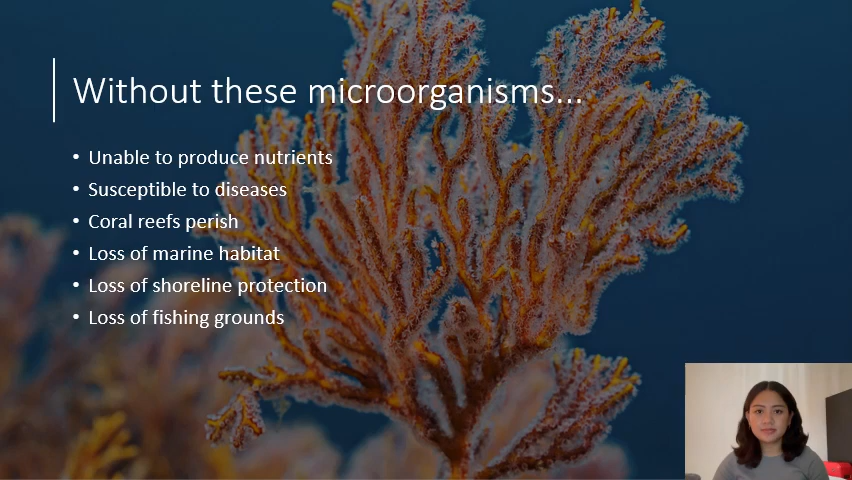 Without these microorganisms...
• Unable to produce nutrients
• Susceptible to diseases
• Coral reefs perish
• Loss of marine habitat
• Loss of shoreline protection
• Loss of fishing grounds